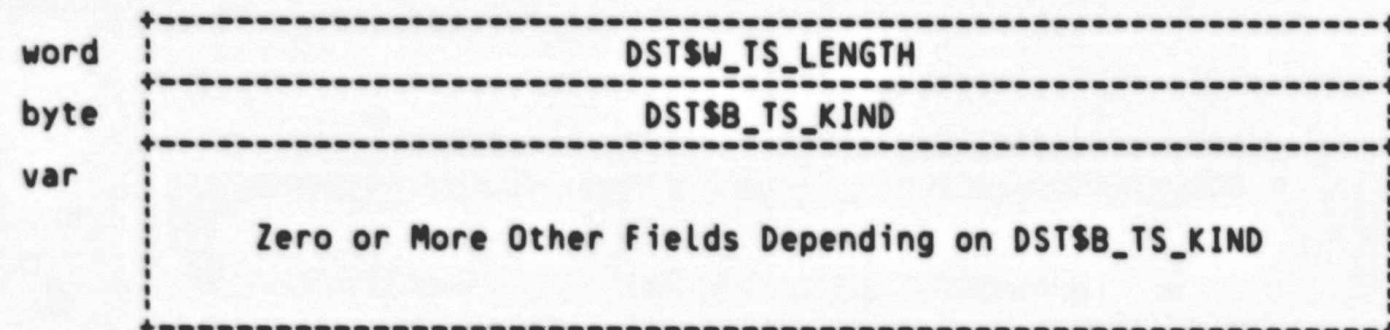 word DST$W_TS_LENGTH
byte DST$B_TS_KIND
var
Zero or More Other Fields Depending on DST$B_TS_KIND